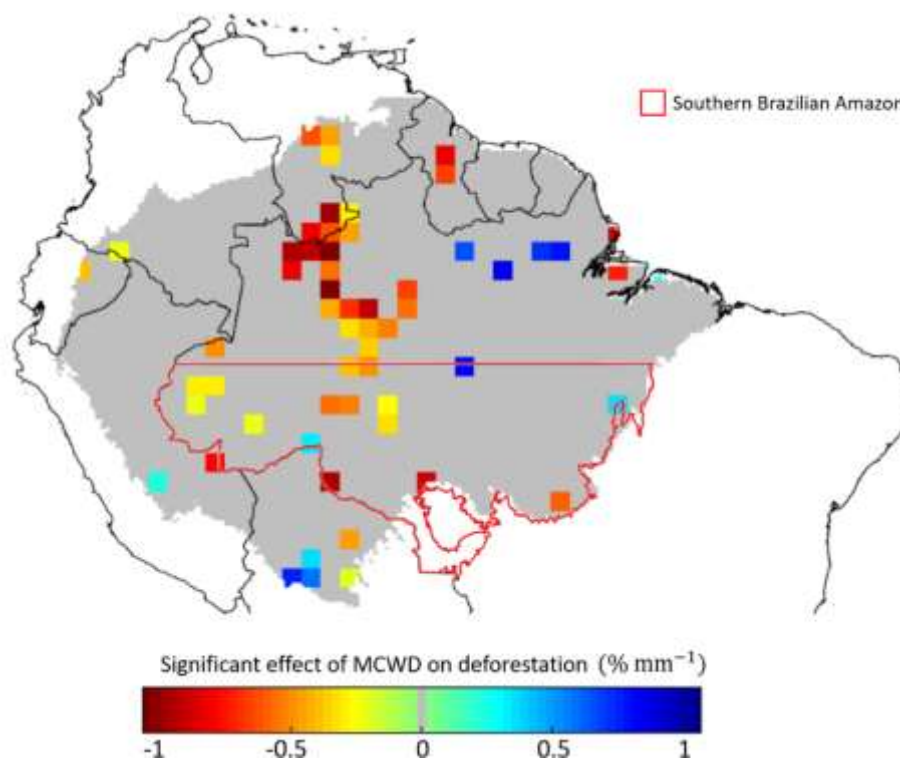 Southern Brazilian Amazon
Significant effect of MCWD on deforestation (% mm⁻¹)
-1 -0.5 0 0.5 1